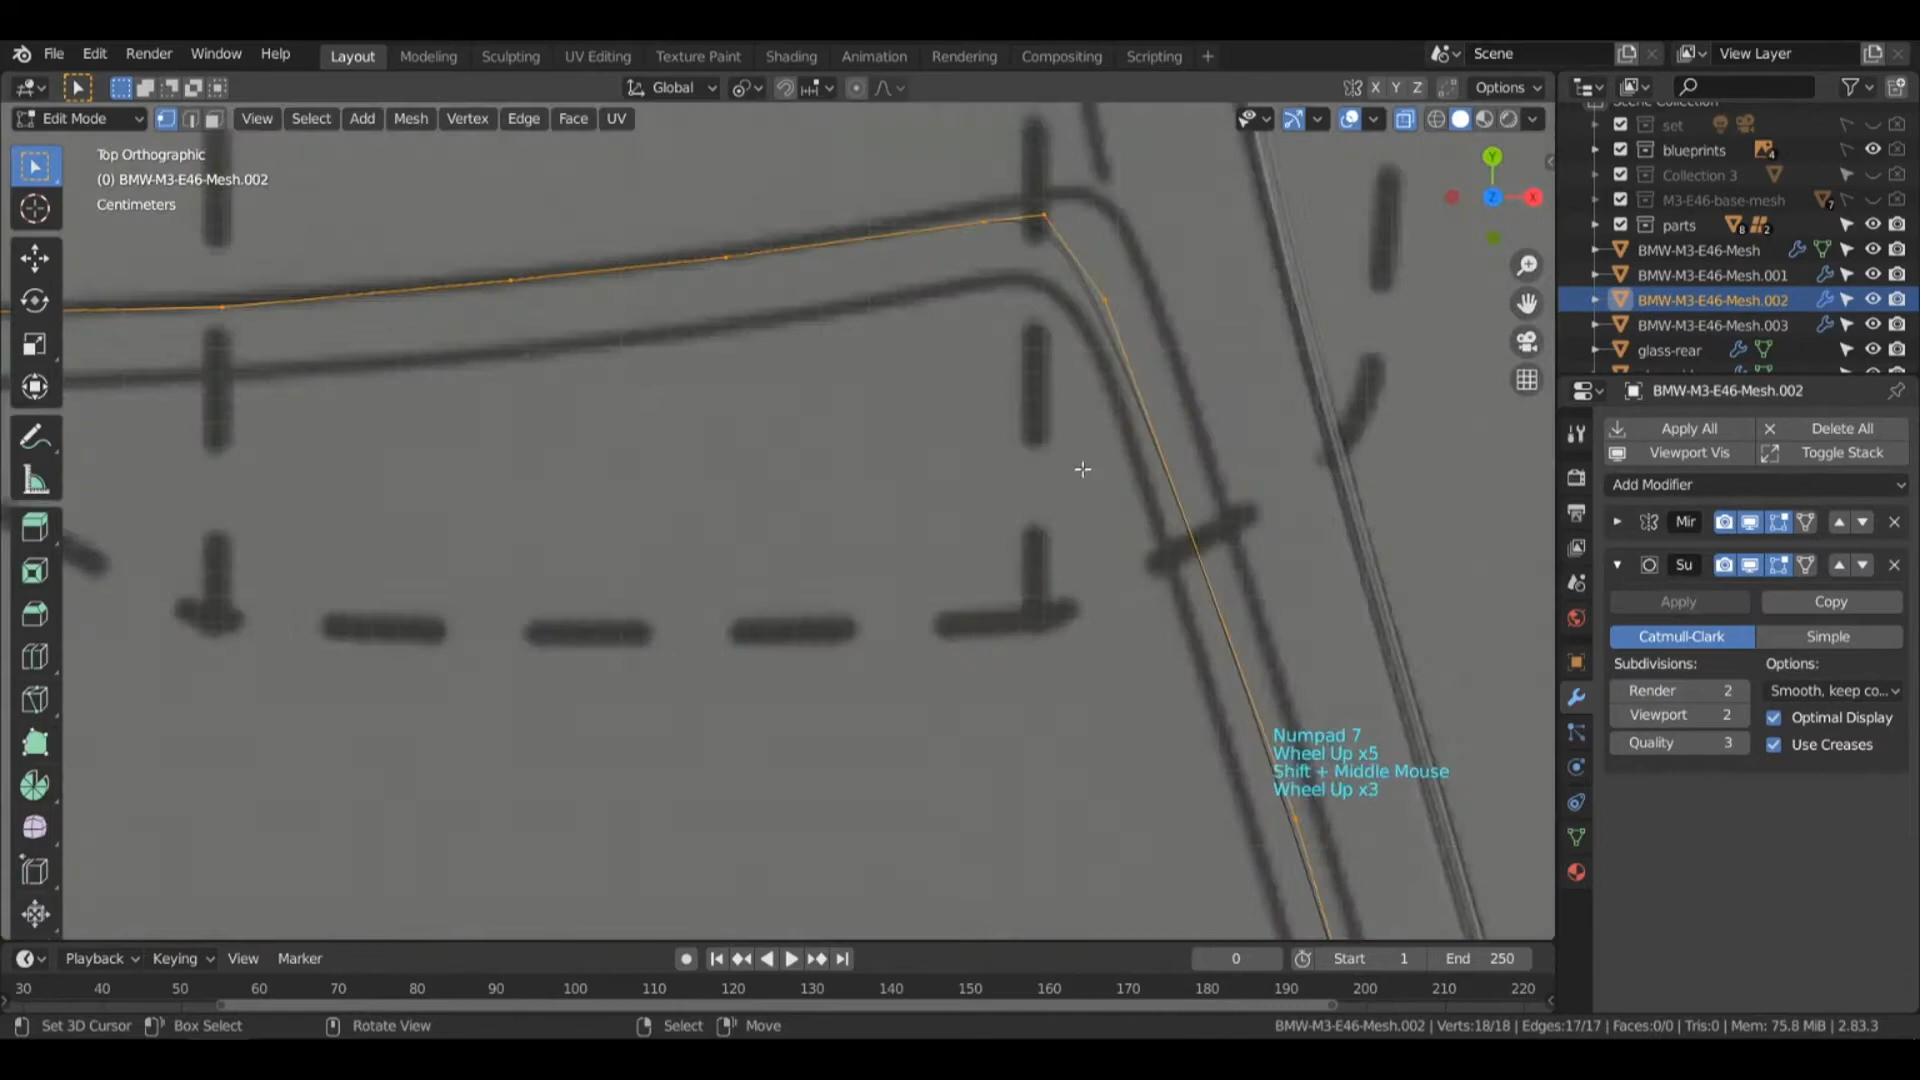 File Edit Render Window Help Layout Modeling Sculpting UV Editing Texture Paint Shading Animation Rendering Compositing Scripting + Scene View Layer
Global X Y Z Options
Edit Mode View Select Add Mesh Vertex Edge Face UV
Top Orthographic
(0) BMW-M3-E46-Mesh.002
Centimeters
Y
Z
X
Scene Collection
set
blueprints 4
Collection 3
M3-E46-base-mesh 7
parts 8 2
BMW-M3-E46-Mesh
BMW-M3-E46-Mesh.001
BMW-M3-E46-Mesh.002
BMW-M3-E46-Mesh.003
glass-rear
BMW-M3-E46-Mesh.002
Apply All Delete All
Viewport Vis Toggle Stack
Add Modifier
Mir
Su
Apply Copy
Catmull-Clark Simple
Subdivisions: Options:
Render 2 Smooth, keep co...
Viewport 2 Optimal Display
Quality 3 Use Creases
Numpad 7
Wheel Up x5
Shift + Middle Mouse
Wheel Up x3
Playback Keying View Marker 0 Start 1 End 250
30 40 50 60 70 80 90 100 110 120 130 140 150 160 170 180 190 200 210 220
Set 3D Cursor Box Select Rotate View Select Move BMW-M3-E46-Mesh.002 | Verts:18/18 | Edges:17/17 | Faces:0/0 | Tris:0 | Mem: 75.8 MiB | 2.83.3